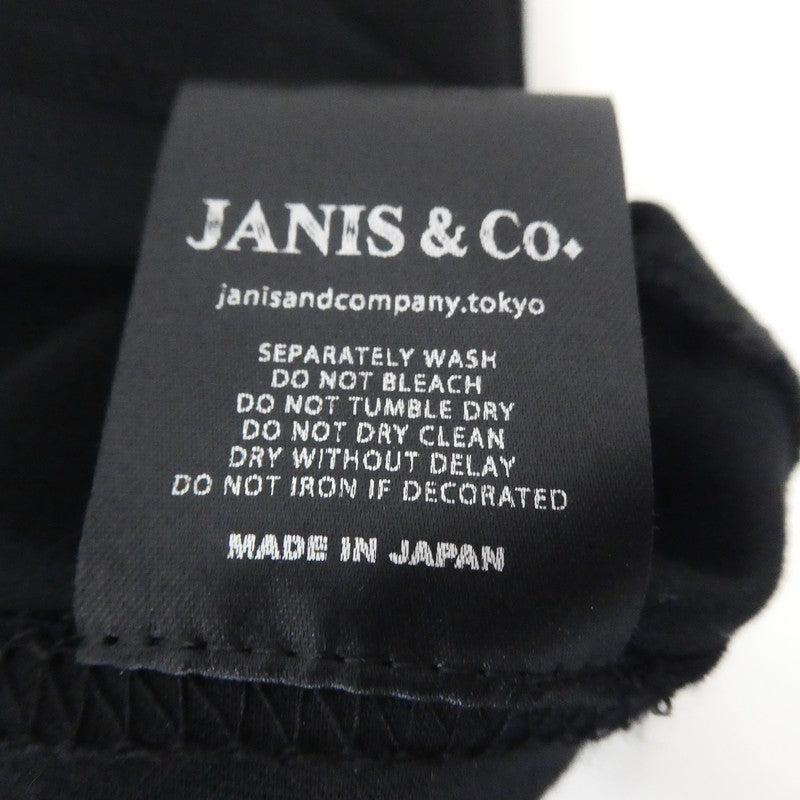 JANIS & Co.
janisandcompany.tokyo
SEPARATELY WASH
DO NOT BLEACH
DO NOT TUMBLE DRY
DO NOT DRY CLEAN
DRY WITHOUT DELAY
DO NOT IRON IF DECORATED
MADE IN JAPAN